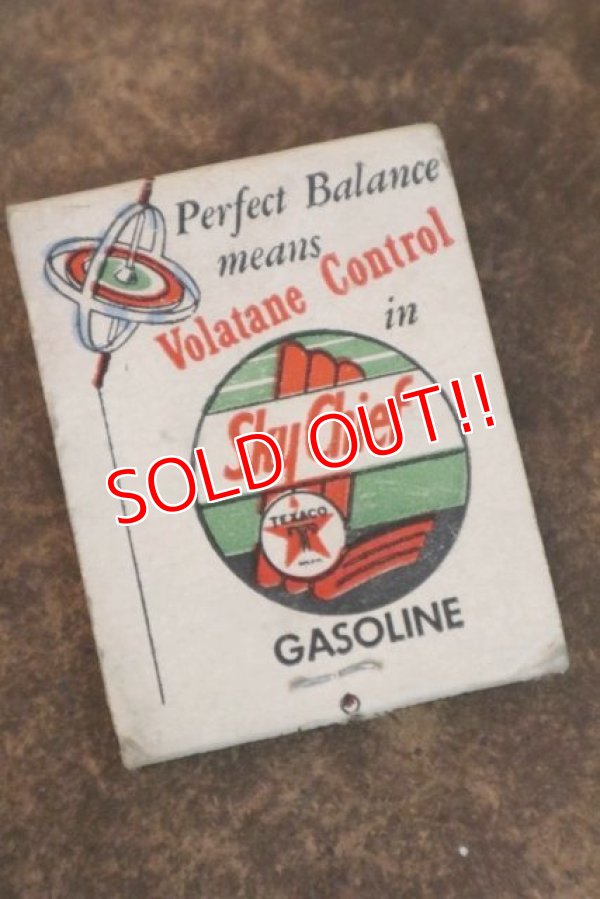 Perfect Balance
means
Volatane Control
in
Sky Chief
SOLD OUT!!
TEXACO
T
GASOLINE